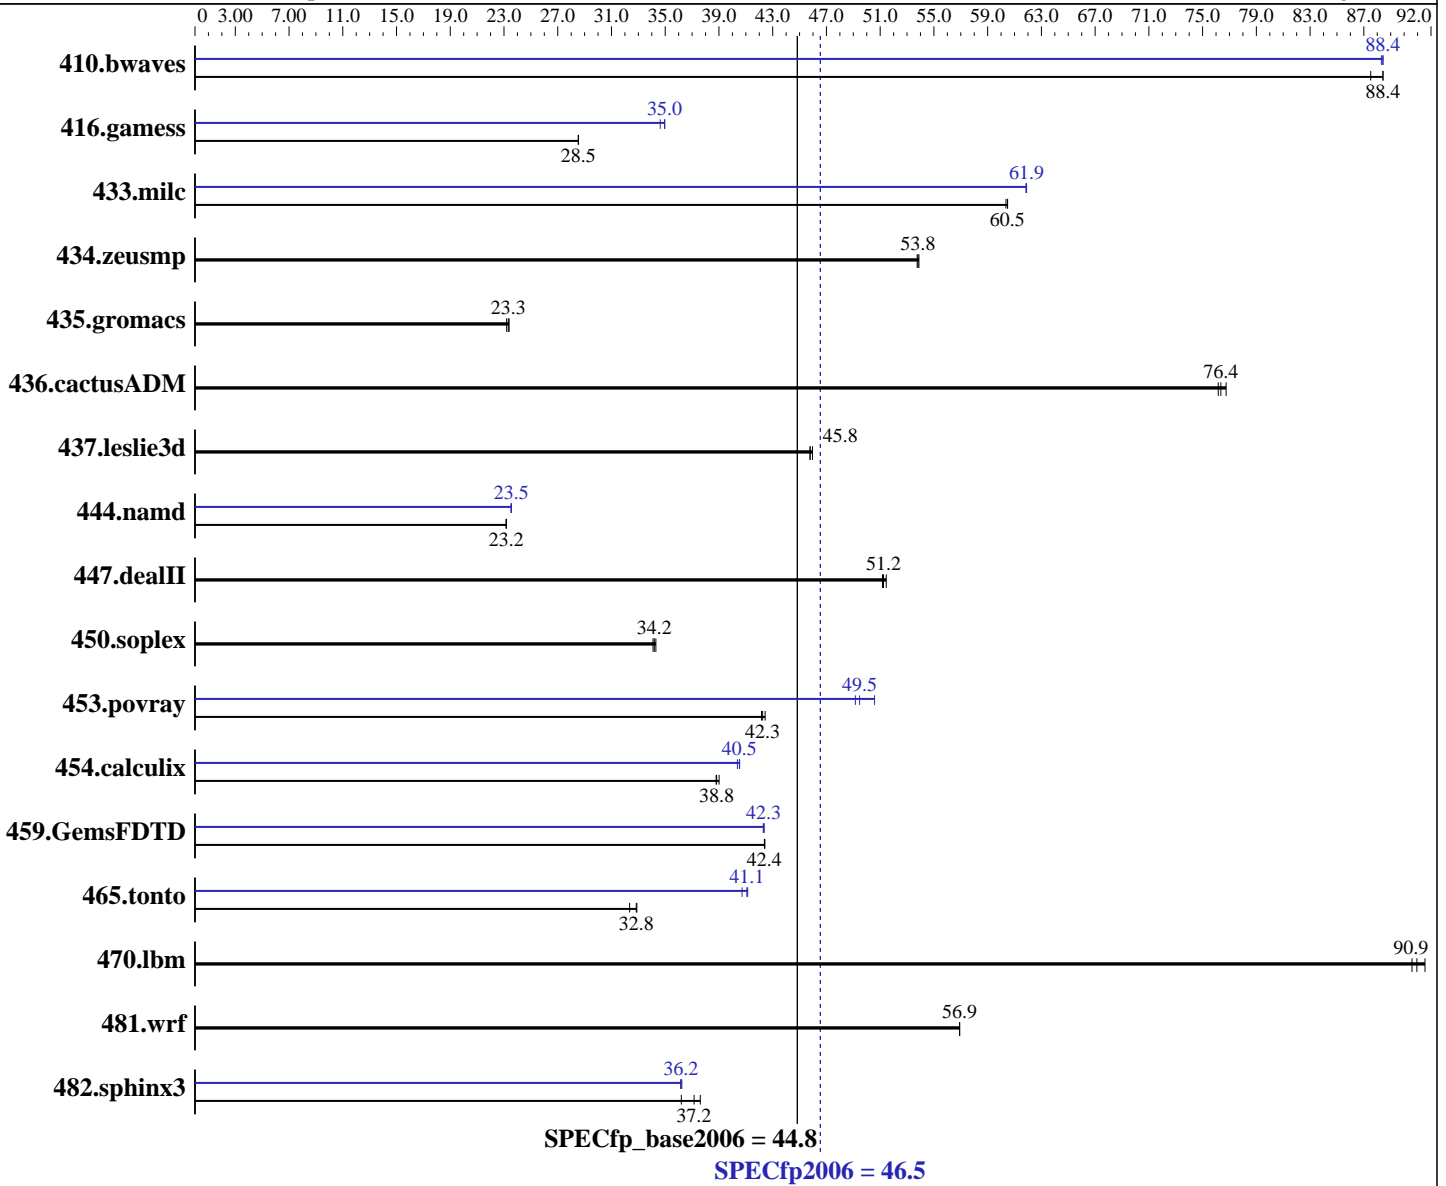 0 3.00 7.00 11.0 15.0 19.0 23.0 27.0 31.0 35.0 39.0 43.0 47.0 51.0 55.0 59.0 63.0 67.0 71.0 75.0 79.0 83.0 87.0 92.0
410.bwaves 88.4
88.4
416.gamess 35.0
28.5
433.milc 61.9
60.5
434.zeusmp 53.8
435.gromacs 23.3
436.cactusADM 76.4
437.leslie3d 45.8
444.namd 23.5
23.2
447.dealII 51.2
450.soplex 34.2
453.povray 49.5
42.3
454.calculix 40.5
38.8
459.GemsFDTD 42.3
42.4
465.tonto 41.1
32.8
470.lbm 90.9
481.wrf 56.9
482.sphinx3 36.2
37.2
SPECfp_base2006 = 44.8
SPECfp2006 = 46.5